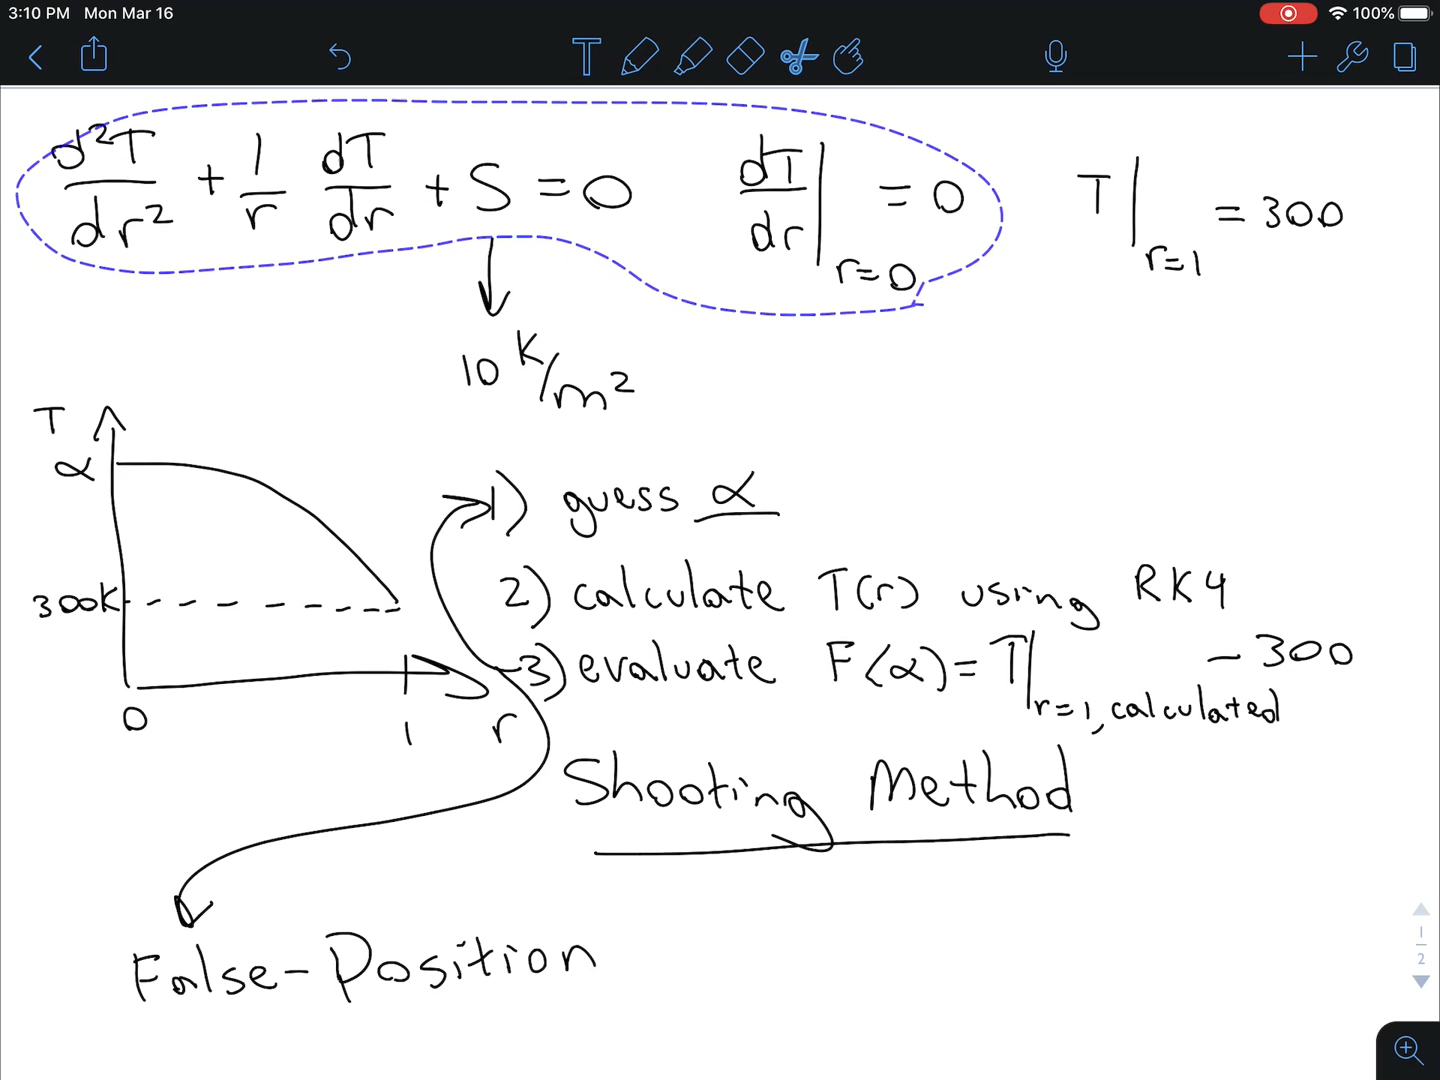 3:10 PM Mon Mar 16 100%
d²T/dr² + 1/r dT/dr + S = 0 dT/dr|r=0 = 0 T|r=1 = 300
10 K/m²
T
α
300K
0 1 r
1) guess α
2) calculate T(r) using RK4
3) evaluate F(α) = T|r=1, calculated - 300
Shooting Method
False-Position
1
2